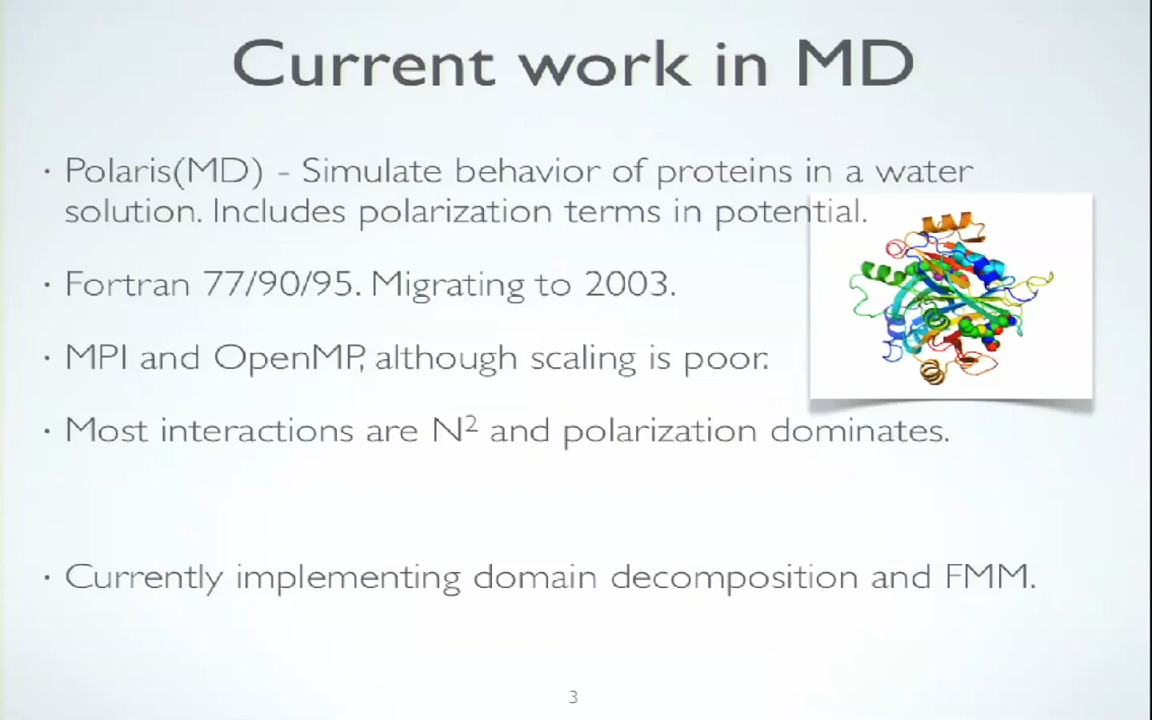 Current work in MD
· Polaris(MD) - Simulate behavior of proteins in a water
solution. Includes polarization terms in potential.
· Fortran 77/90/95. Migrating to 2003.
· MPI and OpenMP, although scaling is poor.
· Most interactions are N² and polarization dominates.
· Currently implementing domain decomposition and FMM.
3